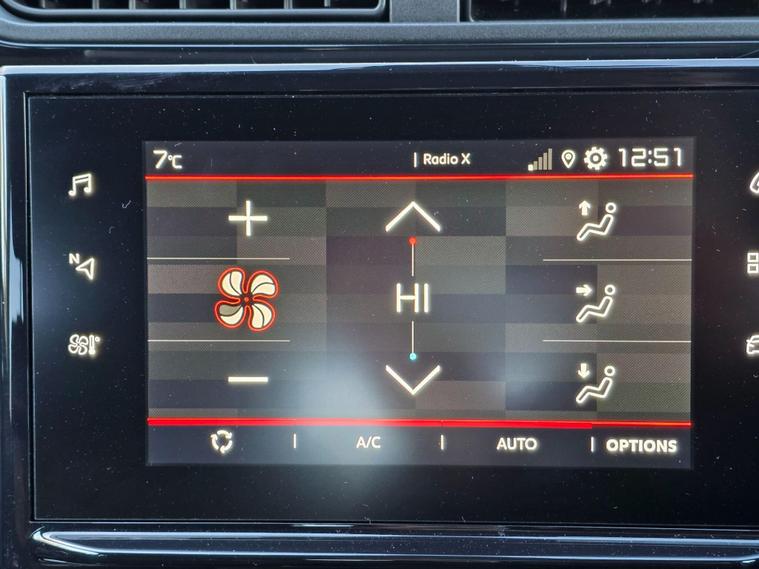 7°C | Radio X 12:51
N
HI
A/C | AUTO | OPTIONS